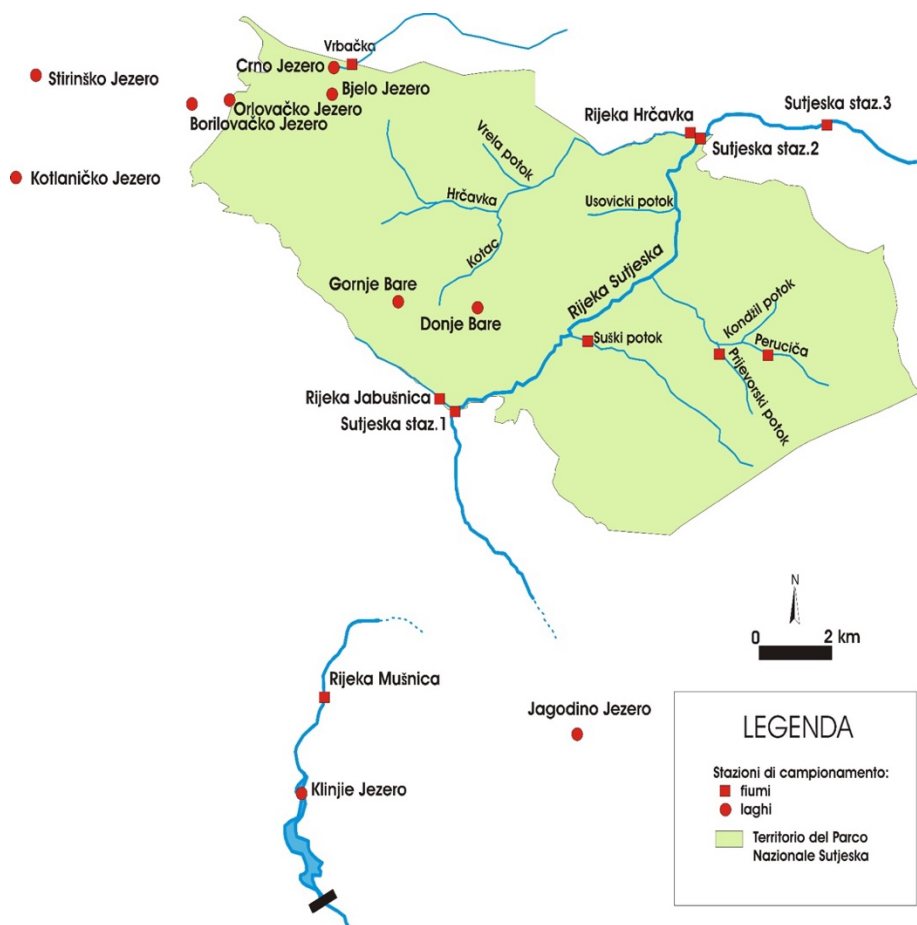 Vrbačka
Crno Jezero
Stirinško Jezero
Bjelo Jezero
Orlovačko Jezero
Borilovačko Jezero
Rijeka Hrčavka
Sutjeska staz.3
Sutjeska staz.2
Vrela potok
Kotlaničko Jezero
Hrčavka
Usovicki potok
Kotac
Rijeka Sutjeska
Gornje Bare
Donje Bare
Kondžil potok
Suški potok
Peručiča
Prijevorski potok
Rijeka Jabušnica
Sutjeska staz.1
N
0 2 km
Rijeka Mušnica
Jagodino Jezero
Klinjie Jezero
LEGENDA
Stazioni di campionamento:
fiumi
laghi
Territorio del Parco
Nazionale Sutjeska